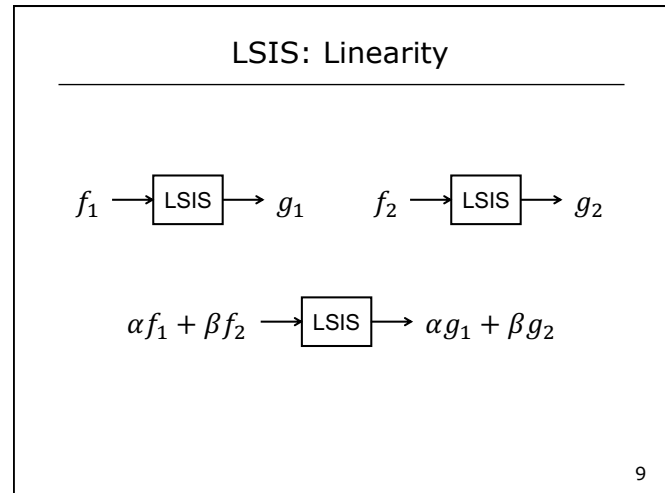 LSIS: Linearity
𝑓₁ LSIS 𝑔₁ 𝑓₂ LSIS 𝑔₂
𝛼𝑓₁ + 𝛽𝑓₂ LSIS 𝛼𝑔₁ + 𝛽𝑔₂
9